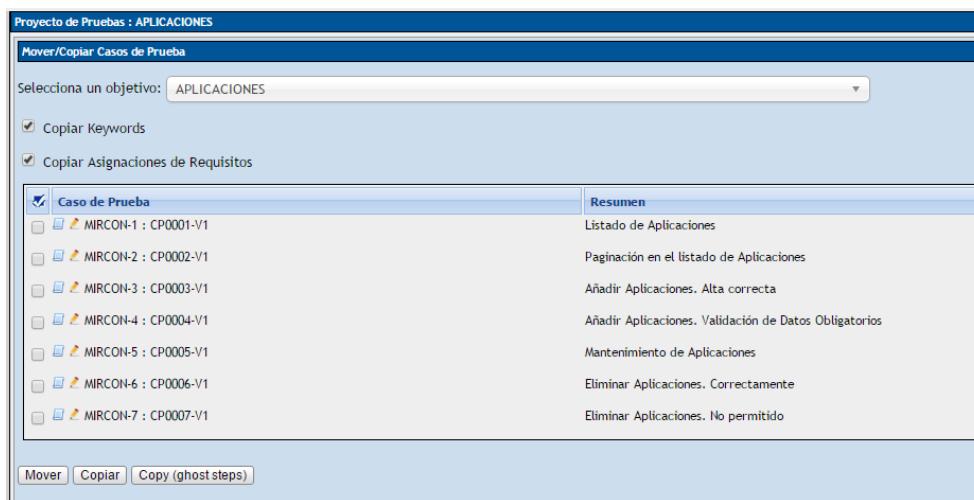 Proyecto de Pruebas : APLICACIONES
Mover/Copiar Casos de Prueba
Selecciona un objetivo: APLICACIONES
Copiar Keywords
Copiar Asignaciones de Requisitos
Caso de Prueba Resumen
MIRCON-1 : CP0001-V1 Listado de Aplicaciones
MIRCON-2 : CP0002-V1 Paginación en el listado de Aplicaciones
MIRCON-3 : CP0003-V1 Añadir Aplicaciones. Alta correcta
MIRCON-4 : CP0004-V1 Añadir Aplicaciones. Validación de Datos Obligatorios
MIRCON-5 : CP0005-V1 Mantenimiento de Aplicaciones
MIRCON-6 : CP0006-V1 Eliminar Aplicaciones. Correctamente
MIRCON-7 : CP0007-V1 Eliminar Aplicaciones. No permitido
Mover Copiar Copy (ghost steps)